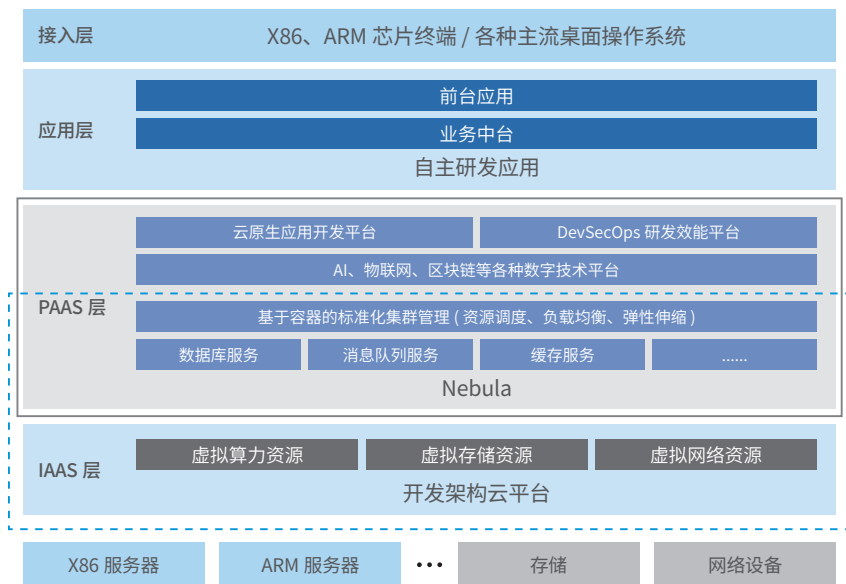 接入层
X86、ARM 芯片终端 / 各种主流桌面操作系统
应用层
前台应用
业务中台
自主研发应用
PAAS 层
云原生应用开发平台
DevSecOps 研发效能平台
AI、物联网、区块链等各种数字技术平台
基于容器的标准化集群管理 ( 资源调度、负载均衡、弹性伸缩 )
数据库服务
消息队列服务
缓存服务
......
Nebula
IAAS 层
虚拟算力资源
虚拟存储资源
虚拟网络资源
开发架构云平台
X86 服务器
ARM 服务器
•••
存储
网络设备